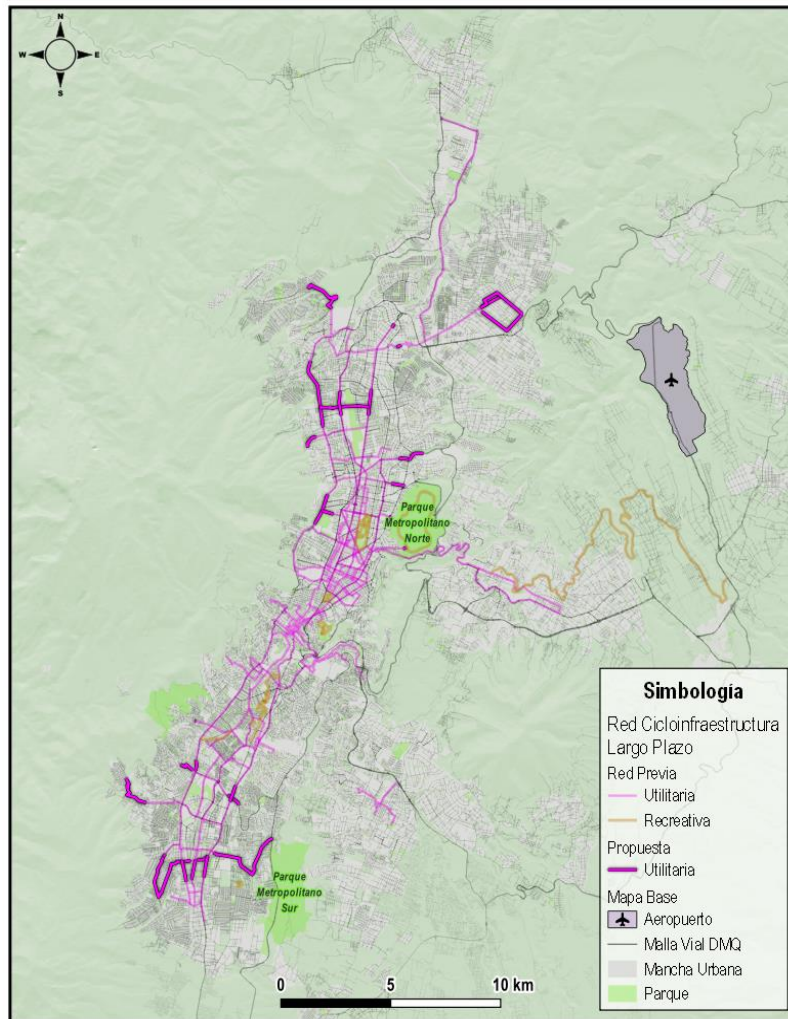 N
W E
S
Parque
Metropolitano
Norte
Parque
Metropolitano
Sur
0 5 10 km
Simbología
Red Cicloinfraestructura
Largo Plazo
Red Previa
Utilitaria
Recreativa
Propuesta
Utilitaria
Mapa Base
Aeropuerto
Malla Vial DMQ
Mancha Urbana
Parque